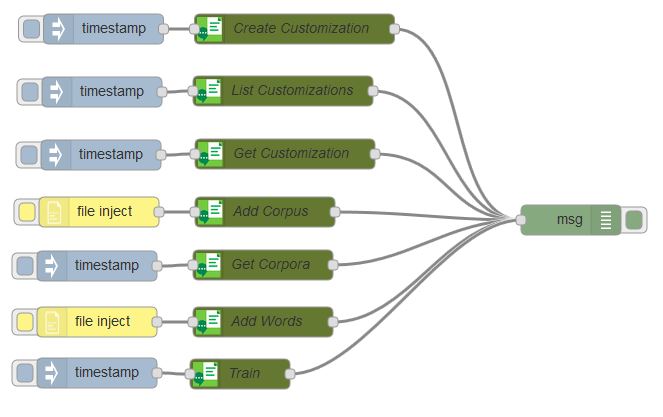 timestamp Create Customization
timestamp List Customizations
timestamp Get Customization
file inject Add Corpus
msg
timestamp Get Corpora
file inject Add Words
timestamp Train